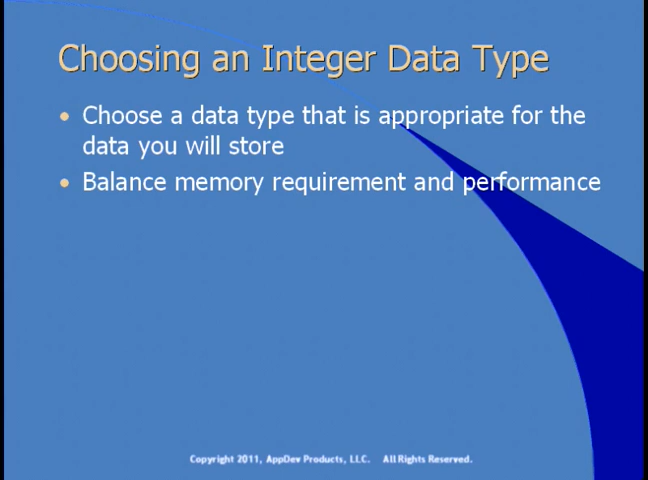 Choosing an Integer Data Type
• Choose a data type that is appropriate for the
data you will store
• Balance memory requirement and performance
Copyright 2011, AppDev Products, LLC. All Rights Reserved.